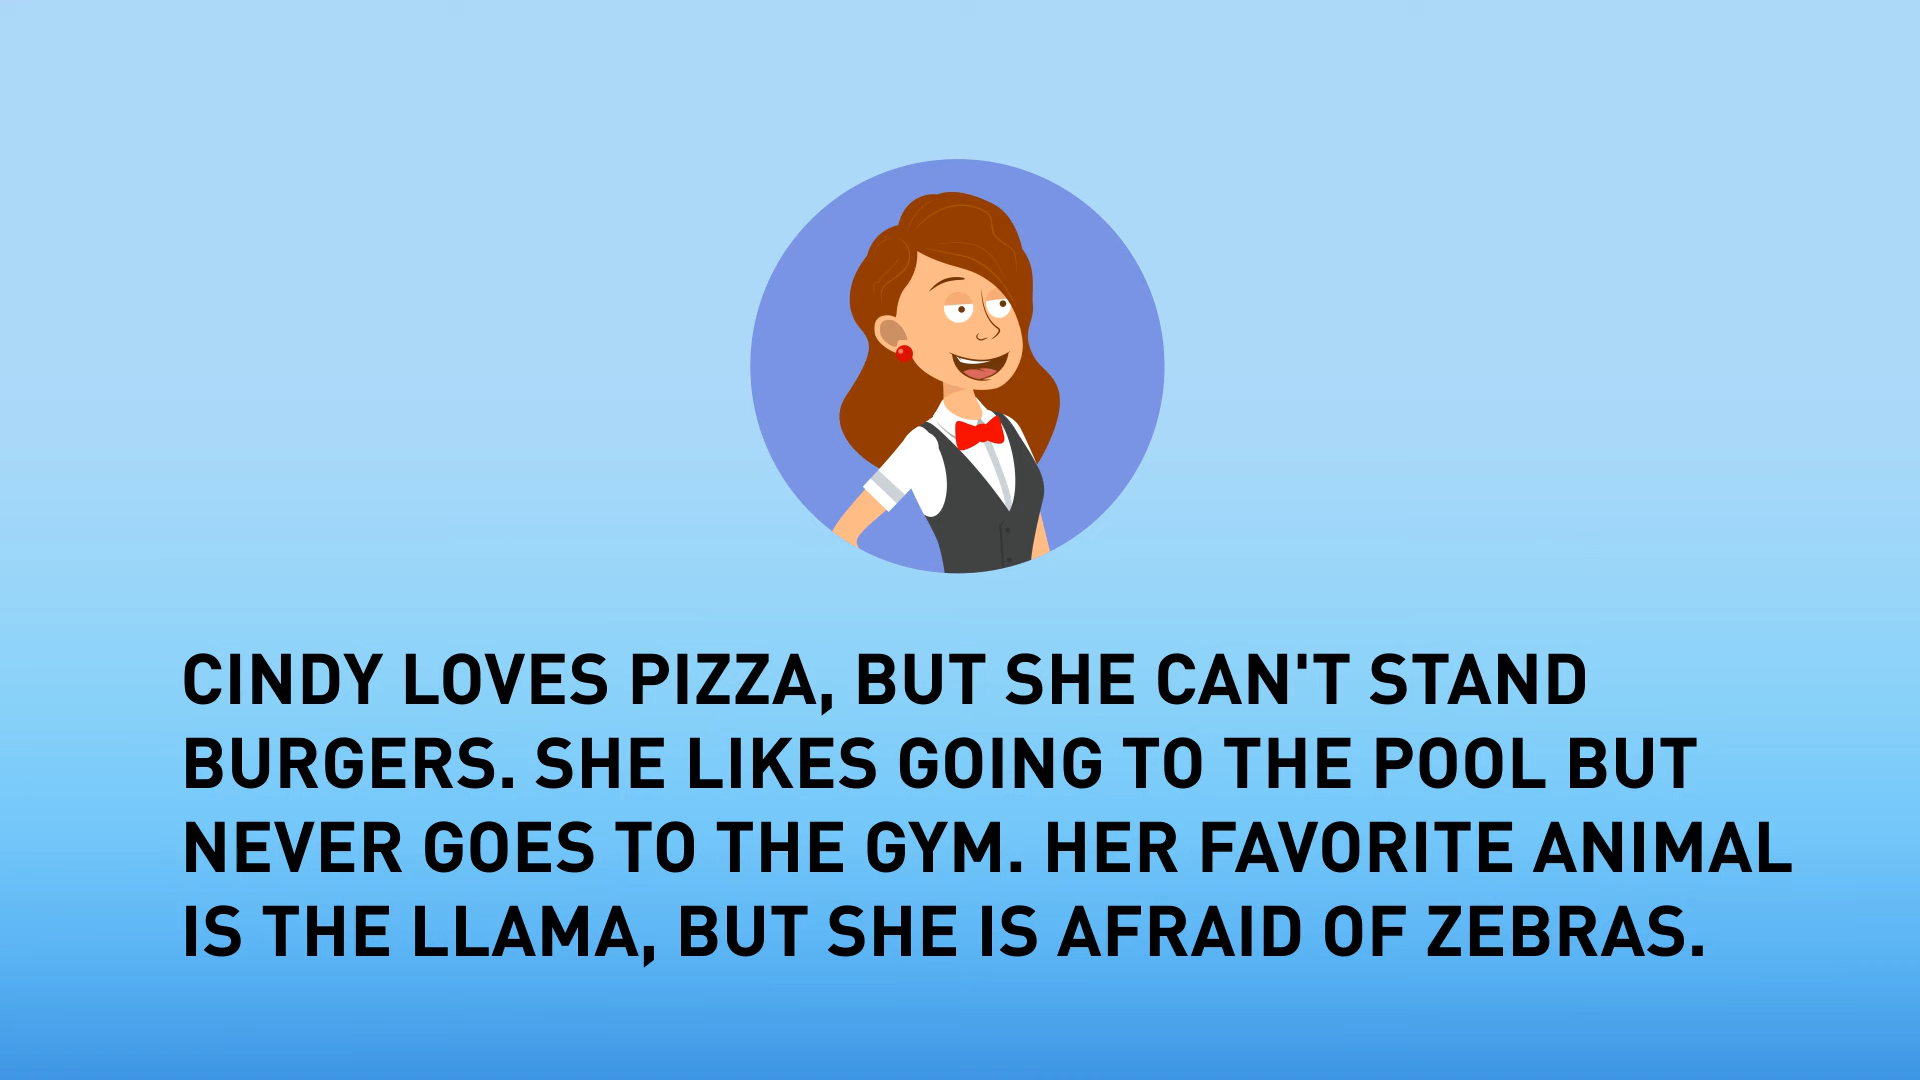 CINDY LOVES PIZZA, BUT SHE CAN'T STAND
BURGERS. SHE LIKES GOING TO THE POOL BUT
NEVER GOES TO THE GYM. HER FAVORITE ANIMAL
IS THE LLAMA, BUT SHE IS AFRAID OF ZEBRAS.